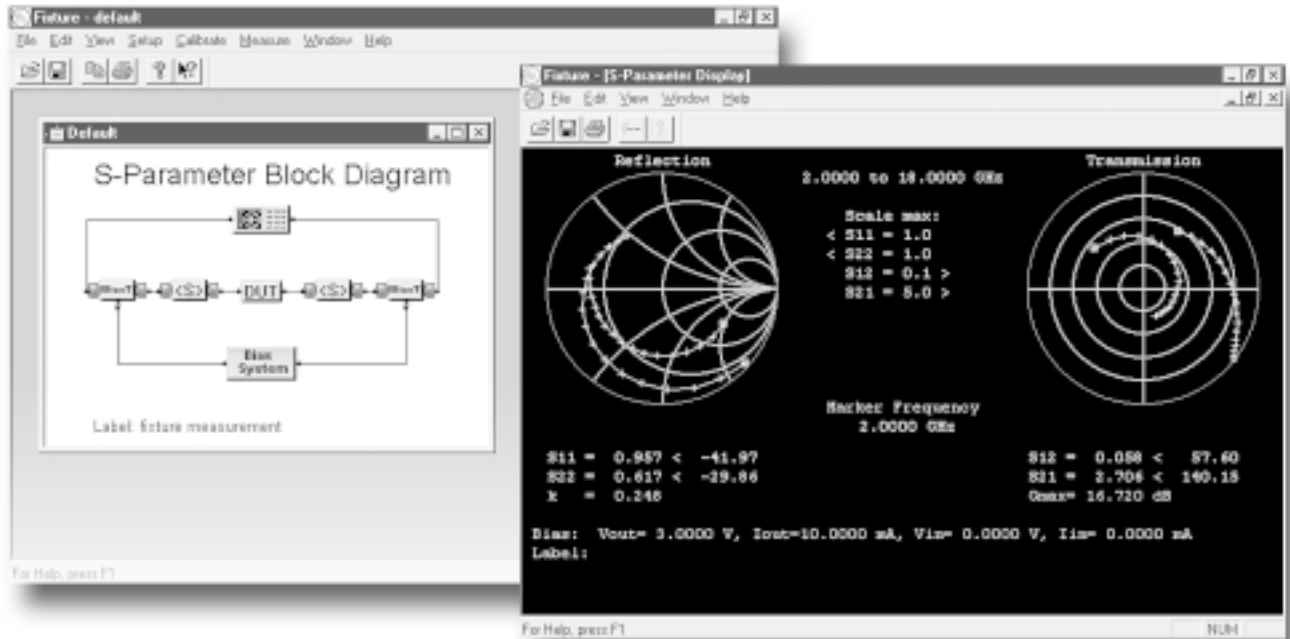 Fixture - default
File Edit View Setup Calibrate Measure Window Help
Default
S-Parameter Block Diagram
BiasT <S> DUT <S> BiasT
Bias
System
Label: fixture measurement
For Help, press F1
Fixture - [S-Parameter Display]
File Edit View Window Help
Reflection
2.0000 to 18.0000 GHz
Transmission
Scale max:
< S11 = 1.0
< S22 = 1.0
S12 = 0.1 >
S21 = 5.0 >
Marker Frequency
2.0000 GHz
S11 = 0.957 < -41.97
S22 = 0.617 < -29.86
k = 0.248
S12 = 0.058 < 57.60
S21 = 2.706 < 140.15
Gmax= 16.720 dB
Bias: Vout= 3.0000 V, Iout=10.0000 mA, Vin= 0.0000 V, Iin= 0.0000 mA
Label:
For Help, press F1
NUM